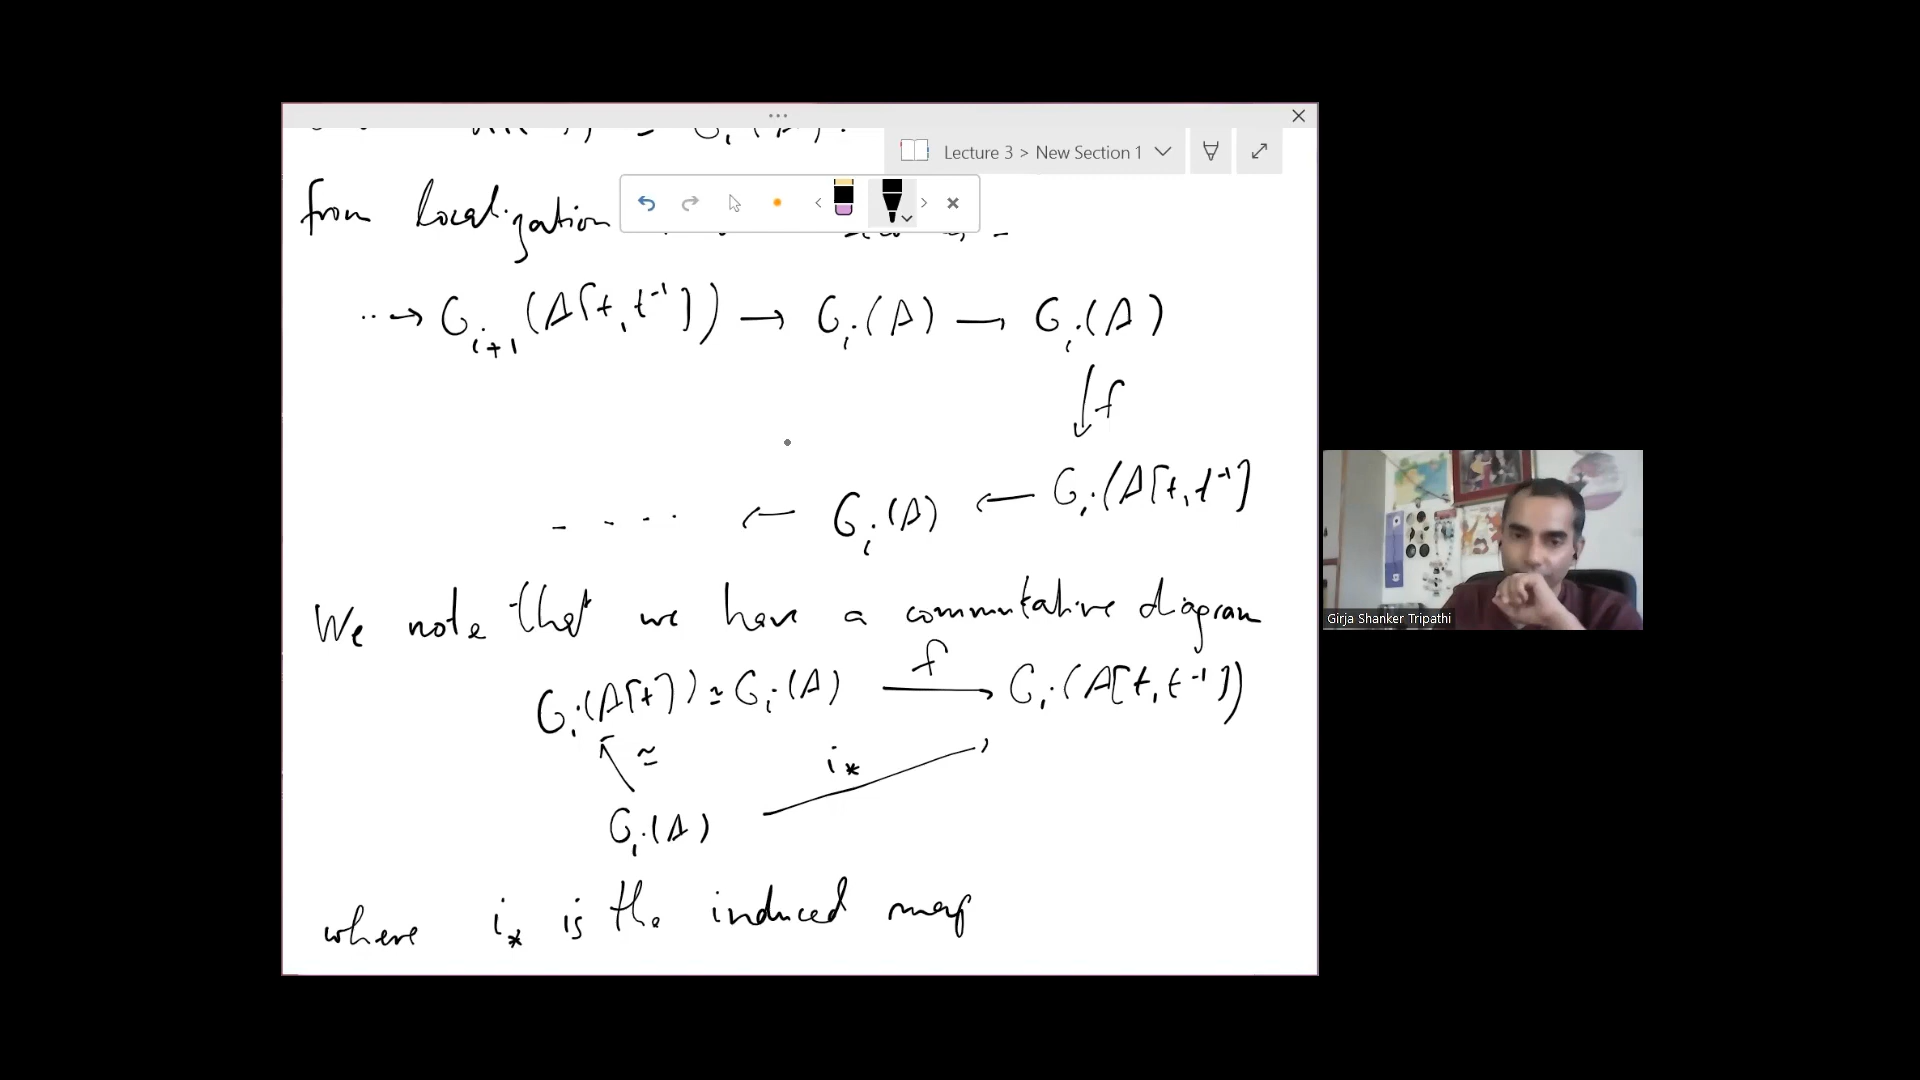 Lecture 3 > New Section 1
from localization
··→ G_{i+1}(A[t, t⁻¹]) → G_i(A) → G_i(A)
↓ f
- · - · · ← G_i(A) ← G_i(A[t, t⁻¹]
We note that we have a commutative diagram
G_i(A[t]) ≃ G_i(A) →^f G_i(A[t, t⁻¹])
≃ i_*
G_i(A)
where i_* is the induced map
Girja Shanker Tripathi